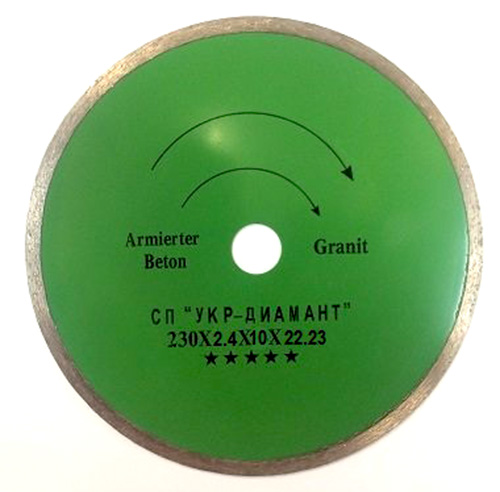 Armierter
Beton
Granit
СП "УКР-ДИАМАНТ"
230X2.4X10X22.23
★★★★★